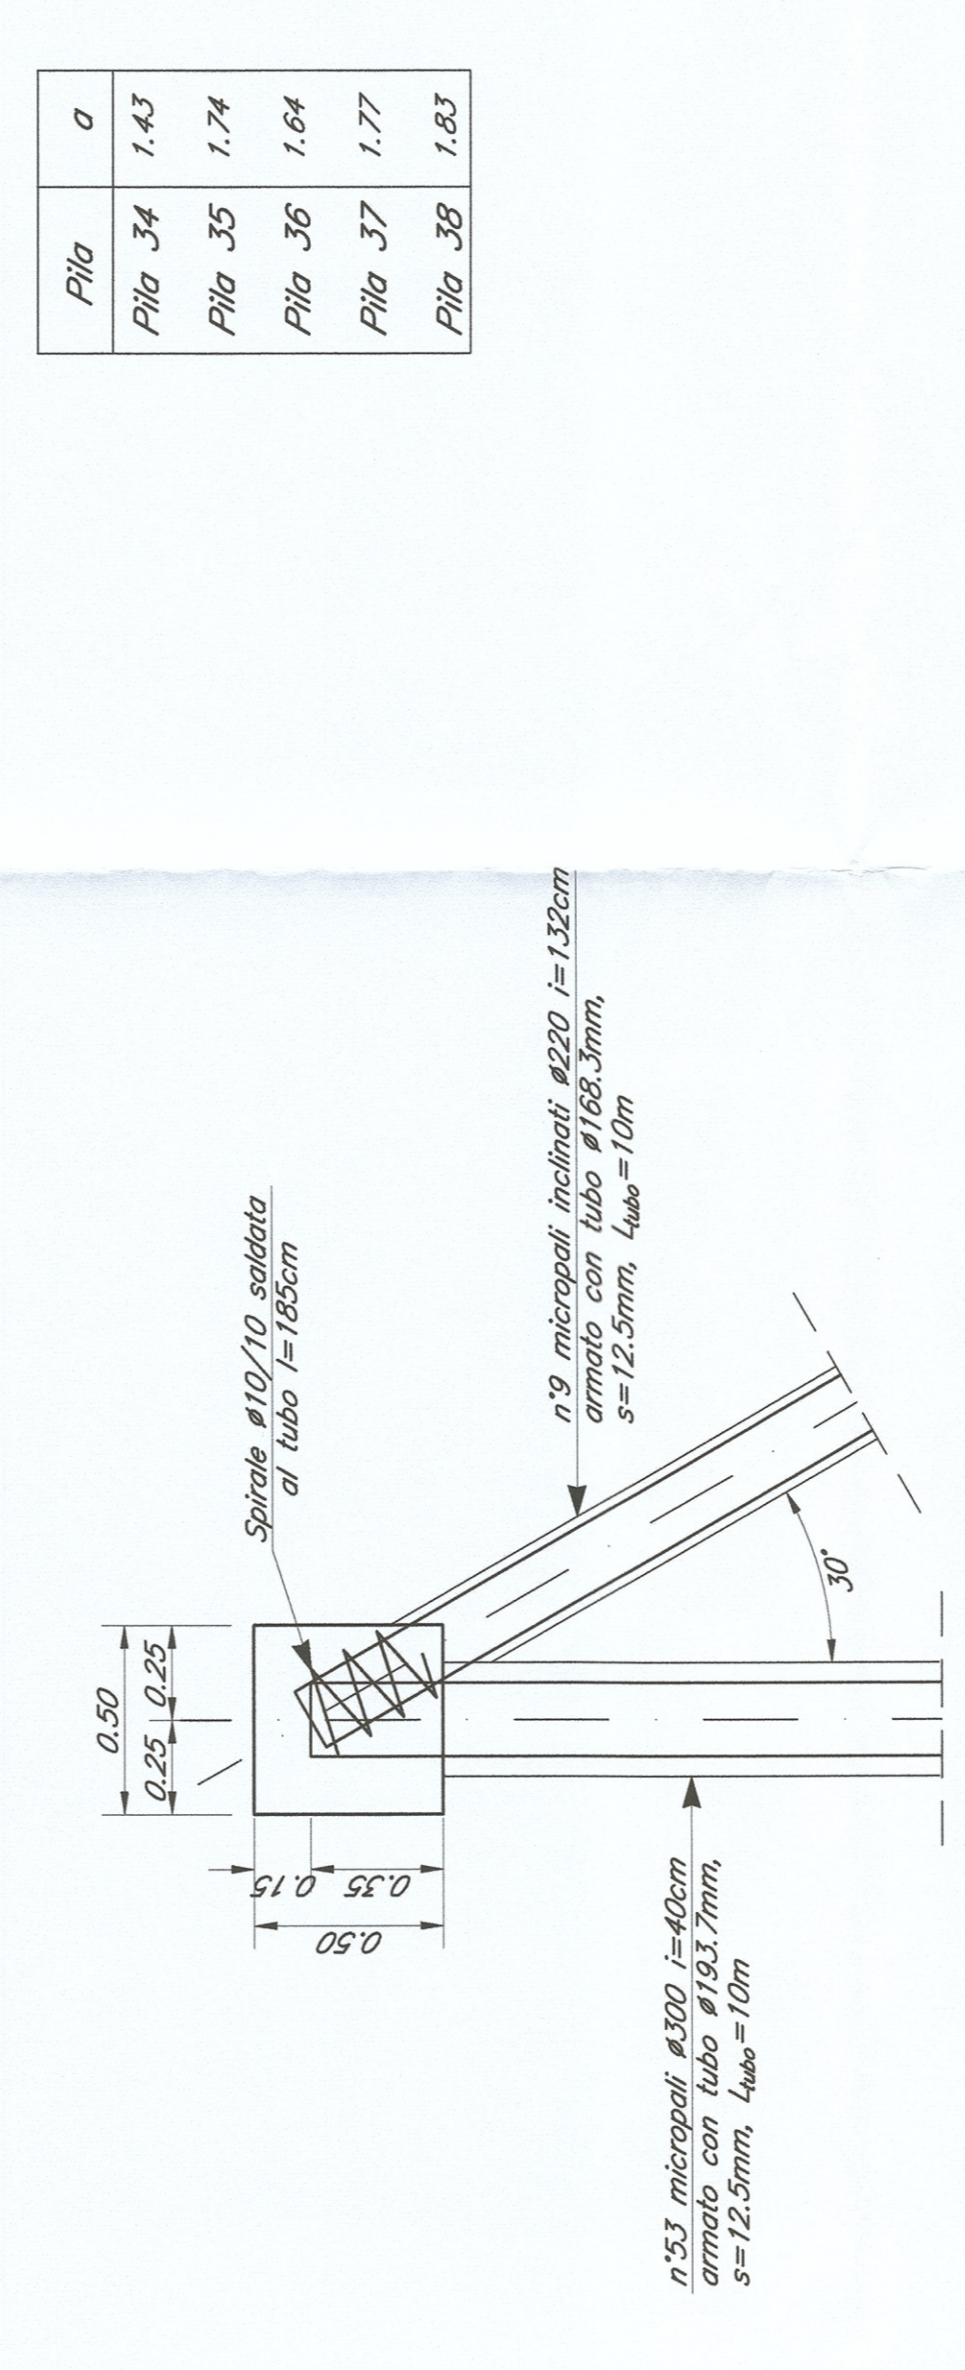 Pila a
Pila 34 1.43
Pila 35 1.74
Pila 36 1.64
Pila 37 1.77
Pila 38 1.83
0.50
0.25 0.25
0.15
0.35
0.50
Spirale ø10/10 saldata
al tubo l=185cm
n°9 micropali inclinati ø220 i=132cm
armato con tubo ø168.3mm,
s=12.5mm, Ltubo=10m
30°
n°53 micropali ø300 i=40cm
armato con tubo ø193.7mm,
s=12.5mm, Ltubo=10m